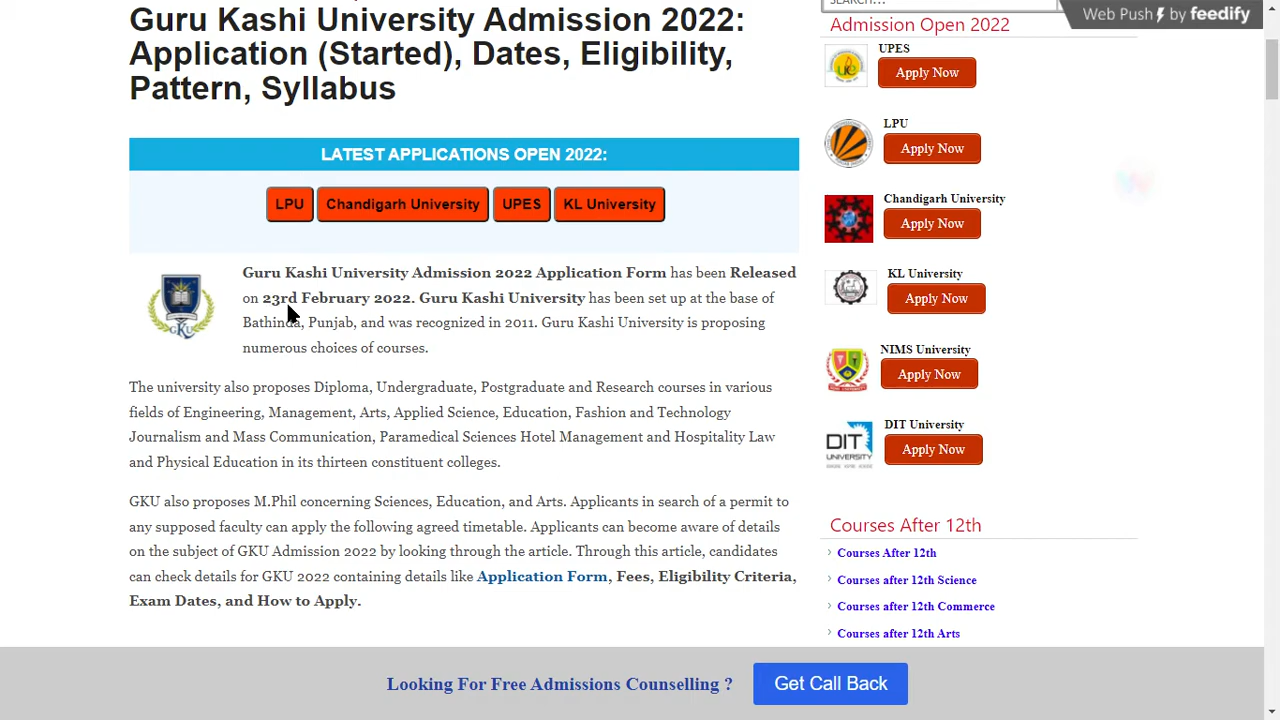 Guru Kashi University Admission 2022:
Application (Started), Dates, Eligibility,
Pattern, Syllabus
LATEST APPLICATIONS OPEN 2022:
LPU
Chandigarh University
UPES
KL University
GKU
Guru Kashi University Admission 2022 Application Form has been Released
on 23rd February 2022. Guru Kashi University has been set up at the base of
Bathinda, Punjab, and was recognized in 2011. Guru Kashi University is proposing
numerous choices of courses.
The university also proposes Diploma, Undergraduate, Postgraduate and Research courses in various
fields of Engineering, Management, Arts, Applied Science, Education, Fashion and Technology
Journalism and Mass Communication, Paramedical Sciences Hotel Management and Hospitality Law
and Physical Education in its thirteen constituent colleges.
GKU also proposes M.Phil concerning Sciences, Education, and Arts. Applicants in search of a permit to
any supposed faculty can apply the following agreed timetable. Applicants can become aware of details
on the subject of GKU Admission 2022 by looking through the article. Through this article, candidates
can check details for GKU 2022 containing details like Application Form, Fees, Eligibility Criteria,
Exam Dates, and How to Apply.
SEARCH...
Web Push by feedify
Admission Open 2022
UPES
Apply Now
LPU
Apply Now
Chandigarh University
Apply Now
KL University
Apply Now
NIMS University
Apply Now
DIT University
DIT
UNIVERSITY
Apply Now
Courses After 12th
Courses After 12th
Courses after 12th Science
Courses after 12th Commerce
Courses after 12th Arts
Looking For Free Admissions Counselling ?
Get Call Back